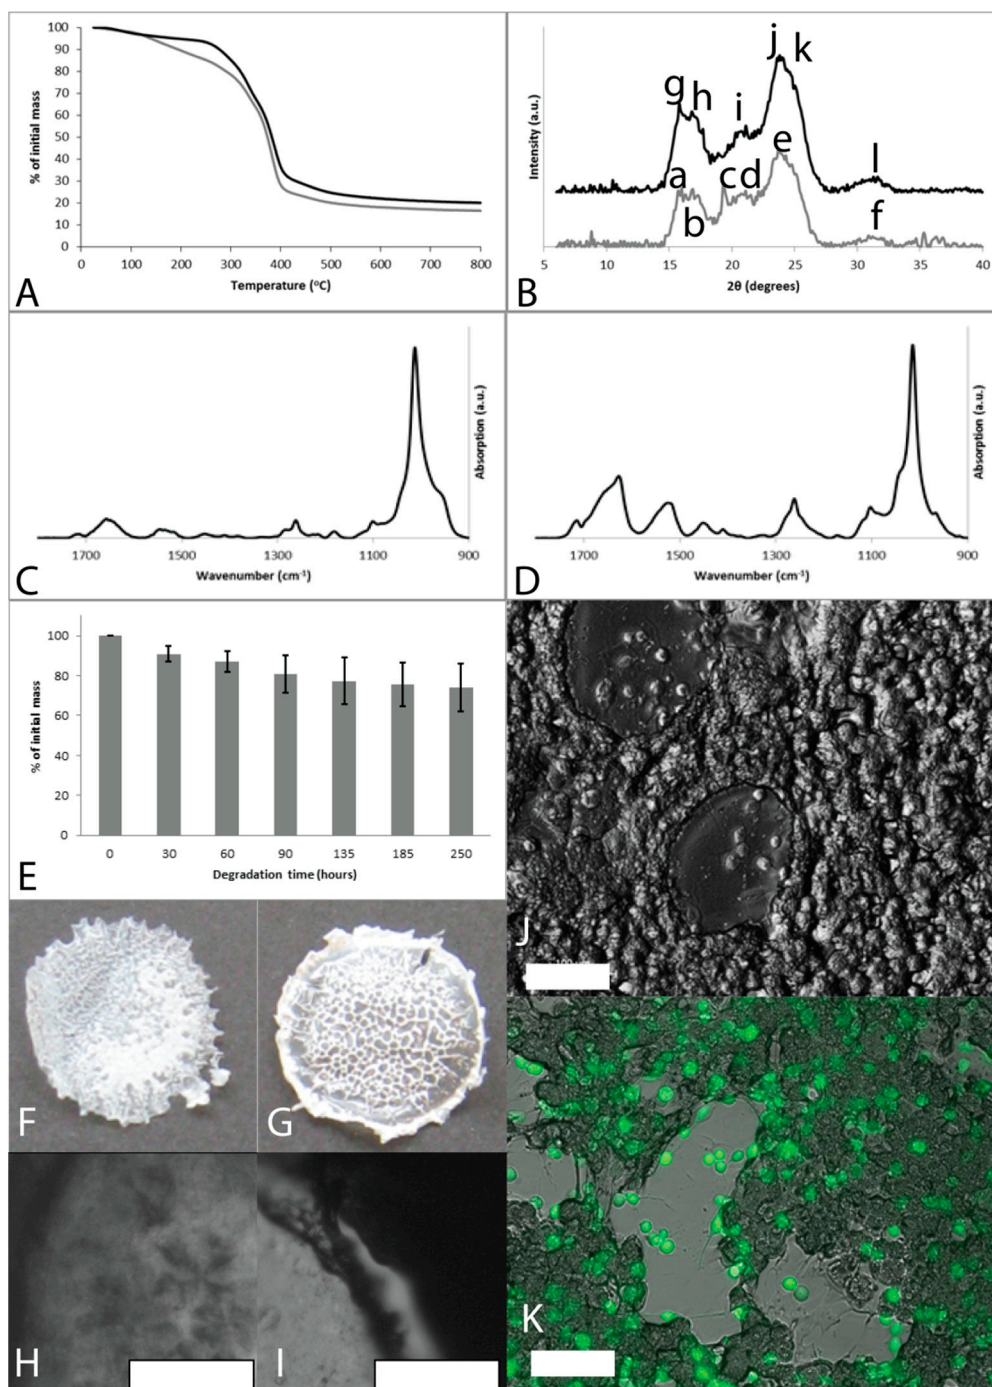 100
90
80
70
60
50
40
30
20
10
0
% of initial mass
0 100 200 300 400 500 600 700 800
Temperature (°C)
A
Intensity (a.u.)
j k
g h i
e
a c d l
b f
5 10 15 20 25 30 35 40
2θ (degrees)
B
Absorption (a.u.)
1700 1500 1300 1100 900
Wavenumber (cm-1)
C
Absorption (a.u.)
1700 1500 1300 1100 900
Wavenumber (cm-1)
D
100
80
60
40
20
0
% of initial mass
0 30 60 90 135 185 250
Degradation time (hours)
E
F
G
H
I
J
K